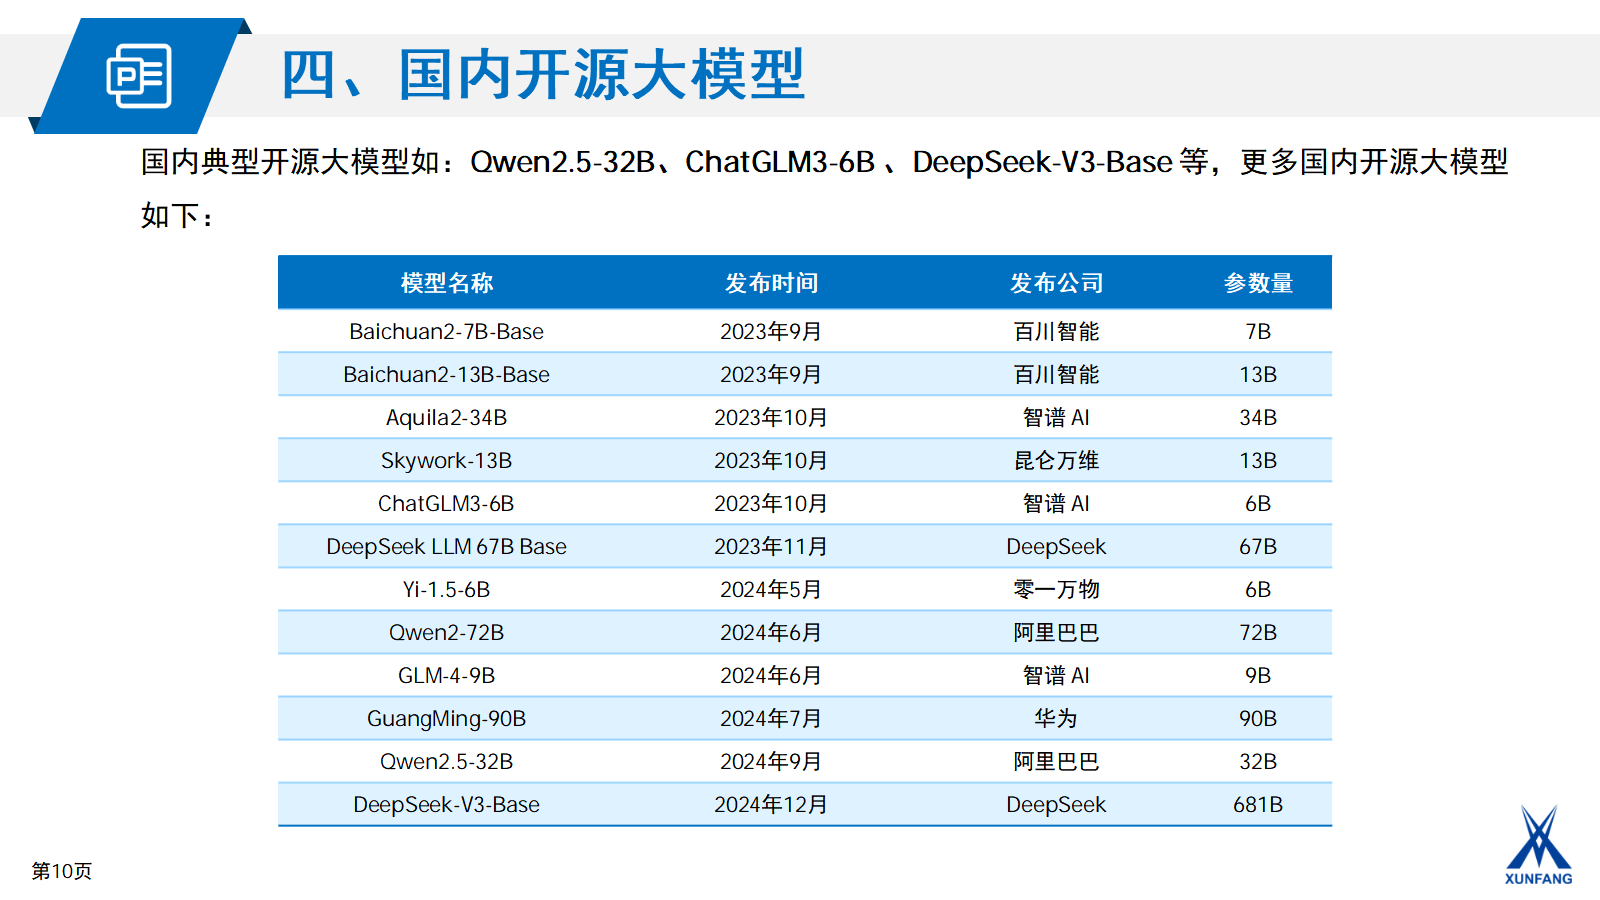 四、国内开源大模型
国内典型开源大模型如：Qwen2.5-32B、ChatGLM3-6B 、DeepSeek-V3-Base 等，更多国内开源大模型
如下：
模型名称 发布时间 发布公司 参数量
Baichuan2-7B-Base 2023年9月 百川智能 7B
Baichuan2-13B-Base 2023年9月 百川智能 13B
Aquila2-34B 2023年10月 智谱 AI 34B
Skywork-13B 2023年10月 昆仑万维 13B
ChatGLM3-6B 2023年10月 智谱 AI 6B
DeepSeek LLM 67B Base 2023年11月 DeepSeek 67B
Yi-1.5-6B 2024年5月 零一万物 6B
Qwen2-72B 2024年6月 阿里巴巴 72B
GLM-4-9B 2024年6月 智谱 AI 9B
GuangMing-90B 2024年7月 华为 90B
Qwen2.5-32B 2024年9月 阿里巴巴 32B
DeepSeek-V3-Base 2024年12月 DeepSeek 681B
第10页
XUNFANG